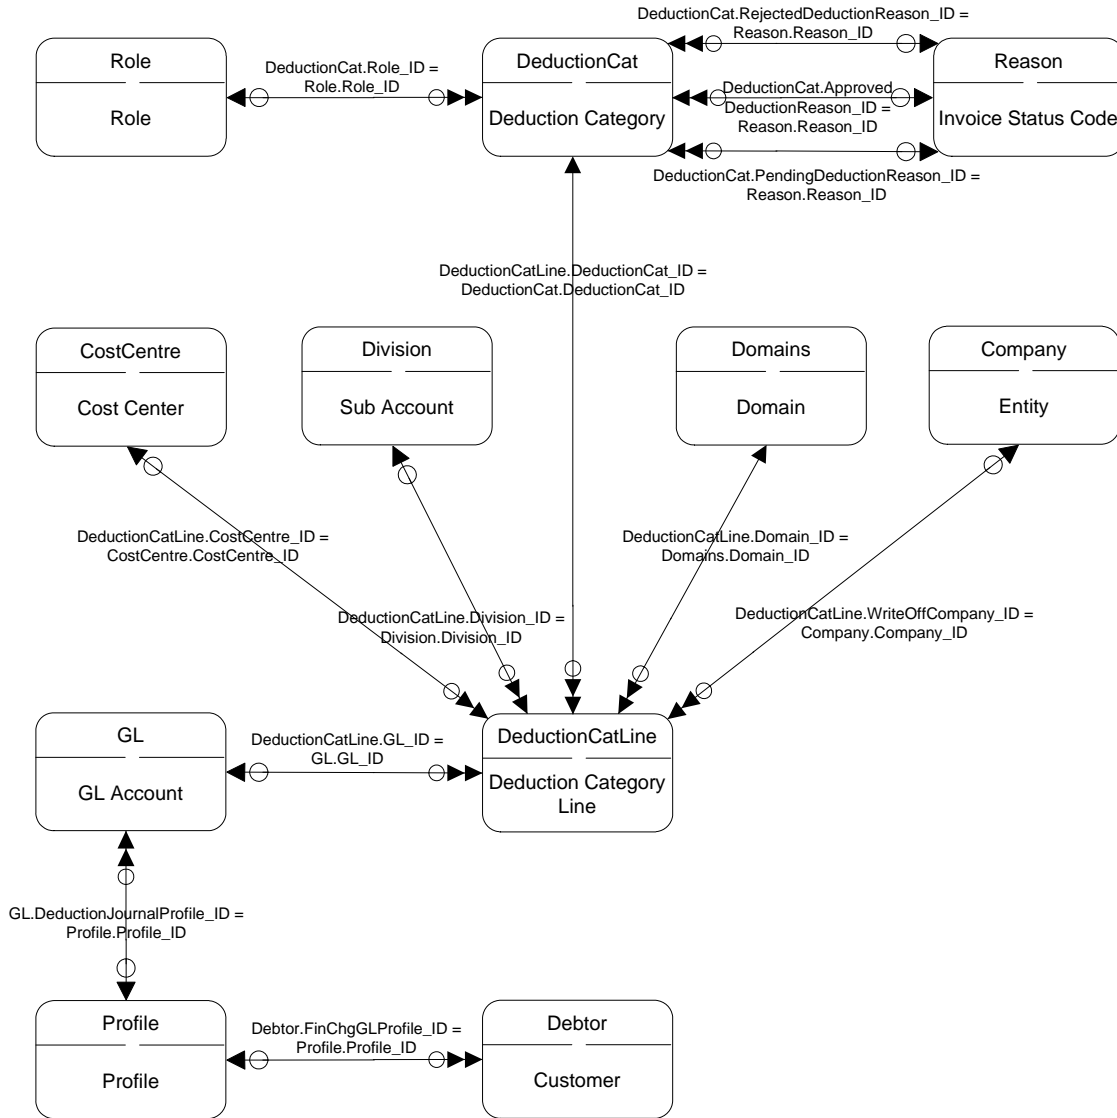 DeductionCat.RejectedDeductionReason_ID =
Reason.Reason_ID
Role
Role
DeductionCat.Role_ID =
Role.Role_ID
DeductionCat
Deduction Category
DeductionCat.Approved
DeductionReason_ID =
Reason.Reason_ID
Reason
Invoice Status Code
DeductionCat.PendingDeductionReason_ID =
Reason.Reason_ID
DeductionCatLine.DeductionCat_ID =
DeductionCat.DeductionCat_ID
CostCentre
Cost Center
Division
Sub Account
Domains
Domain
Company
Entity
DeductionCatLine.CostCentre_ID =
CostCentre.CostCentre_ID
DeductionCatLine.Domain_ID =
Domains.Domain_ID
DeductionCatLine.Division_ID =
Division.Division_ID
DeductionCatLine.WriteOffCompany_ID =
Company.Company_ID
GL
GL Account
DeductionCatLine.GL_ID =
GL.GL_ID
DeductionCatLine
Deduction Category
Line
GL.DeductionJournalProfile_ID =
Profile.Profile_ID
Profile
Profile
Debtor.FinChgGLProfile_ID =
Profile.Profile_ID
Debtor
Customer